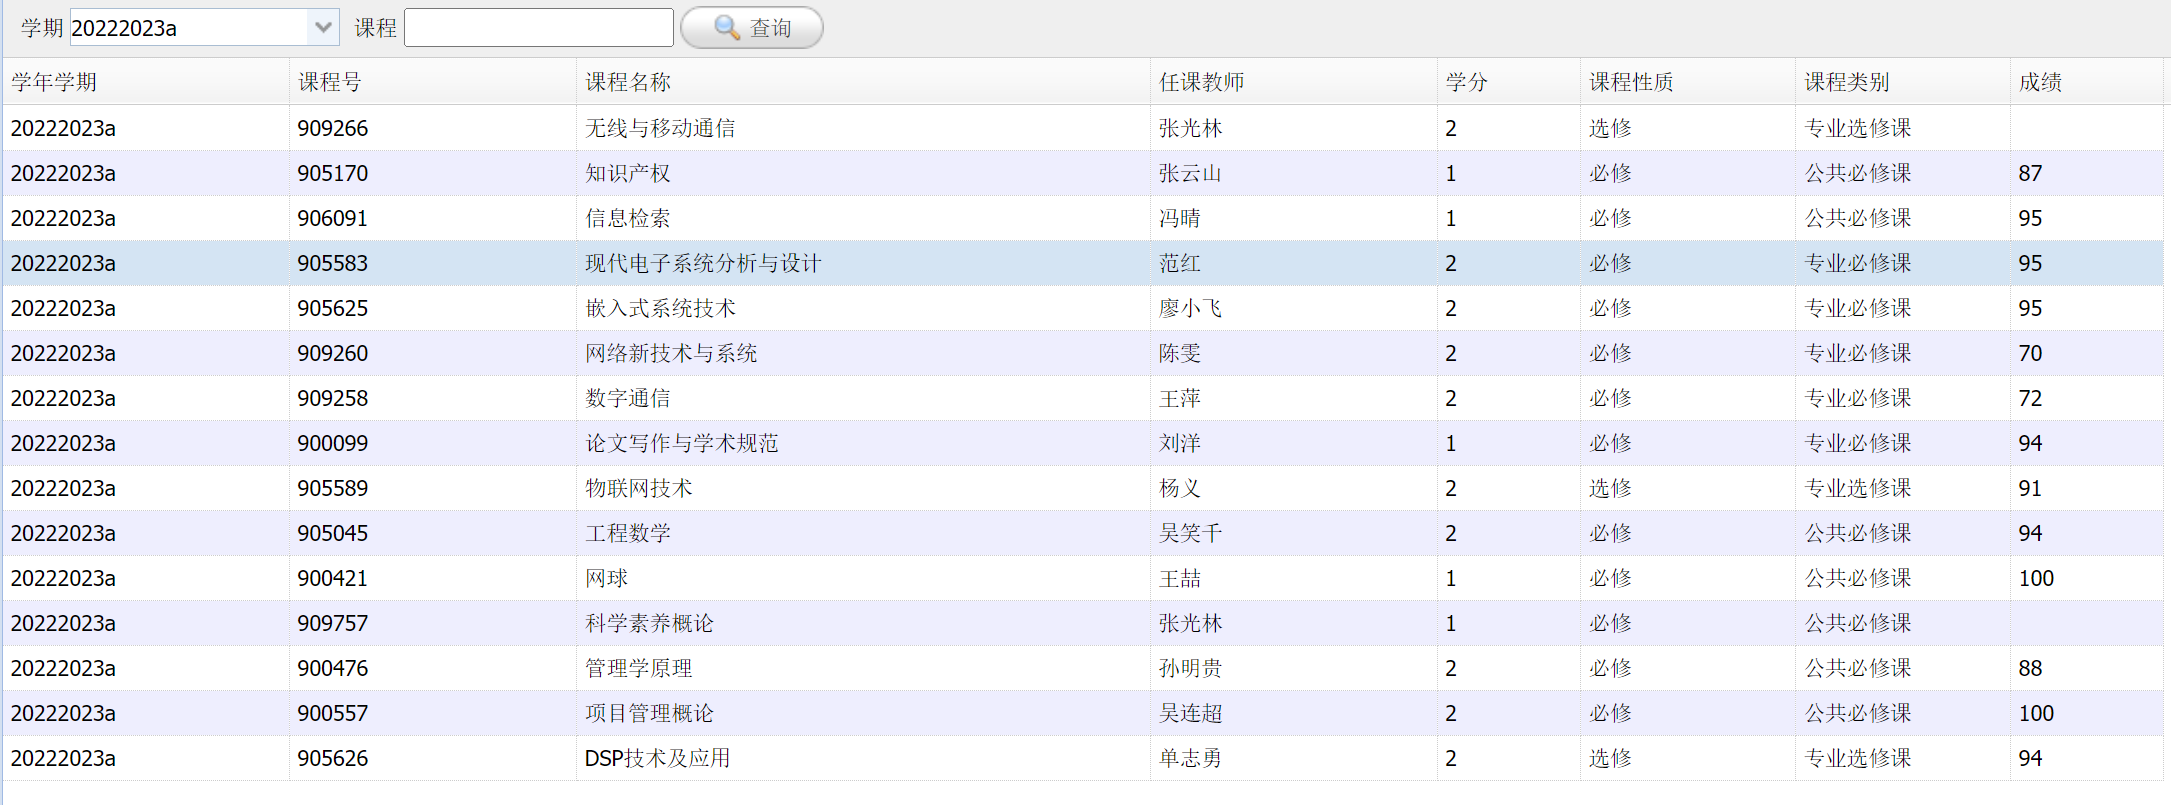 学期 20222023a 课程 查询
学年学期 课程号 课程名称 任课教师 学分 课程性质 课程类别 成绩
20222023a 909266 无线与移动通信 张光林 2 选修 专业选修课
20222023a 905170 知识产权 张云山 1 必修 公共必修课 87
20222023a 906091 信息检索 冯晴 1 必修 公共必修课 95
20222023a 905583 现代电子系统分析与设计 范红 2 必修 专业必修课 95
20222023a 905625 嵌入式系统技术 廖小飞 2 必修 专业必修课 95
20222023a 909260 网络新技术与系统 陈雯 2 必修 专业必修课 70
20222023a 909258 数字通信 王萍 2 必修 专业必修课 72
20222023a 900099 论文写作与学术规范 刘洋 1 必修 专业必修课 94
20222023a 905589 物联网技术 杨义 2 选修 专业选修课 91
20222023a 905045 工程数学 吴笑千 2 必修 公共必修课 94
20222023a 900421 网球 王喆 1 必修 公共必修课 100
20222023a 909757 科学素养概论 张光林 1 必修 公共必修课
20222023a 900476 管理学原理 孙明贵 2 必修 公共必修课 88
20222023a 900557 项目管理概论 吴连超 2 必修 公共必修课 100
20222023a 905626 DSP技术及应用 单志勇 2 选修 专业选修课 94